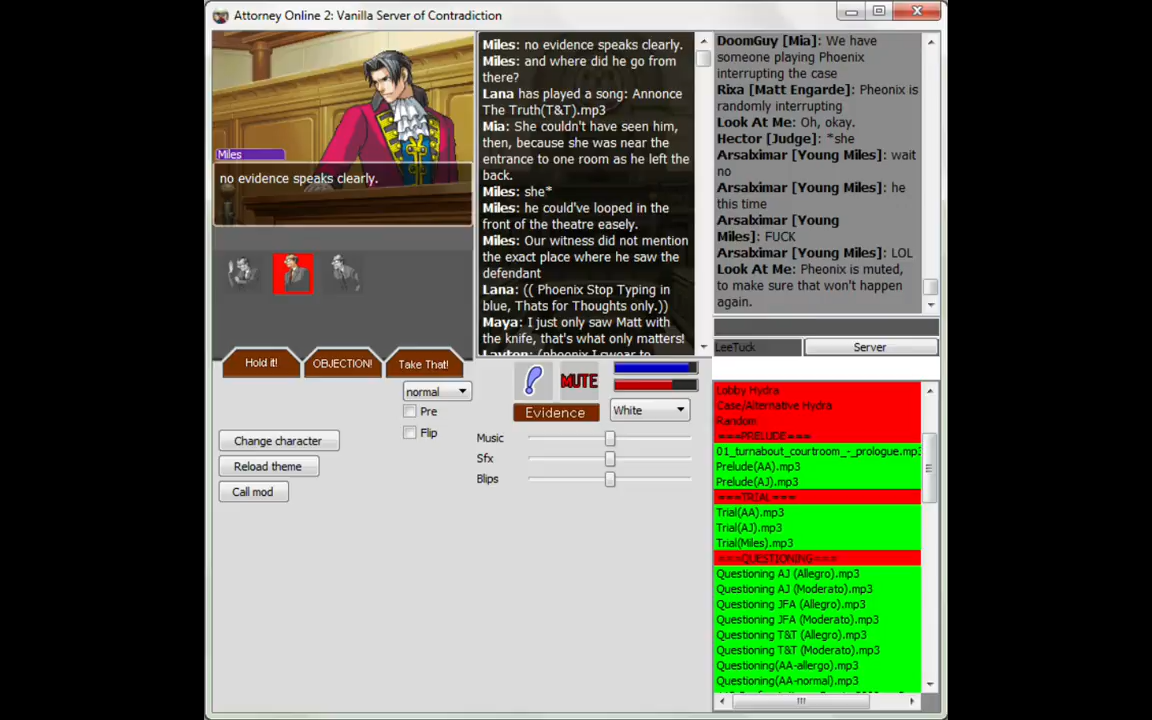 Attorney Online 2: Vanilla Server of Contradiction
Miles
no evidence speaks clearly.
Hold it!
OBJECTION!
Take That!
normal
Pre
Flip
Change character
Reload theme
Call mod
Miles: no evidence speaks clearly.
Miles: and where did he go from
there?
Lana has played a song: Annonce
The Truth(T&T).mp3
Mia: She couldn't have seen him,
then, because she was near the
entrance to one room as he left the
back.
Miles: she*
Miles: he could've looped in the
front of the theatre easely.
Miles: Our witness did not mention
the exact place where he saw the
defendant
Lana: (( Phoenix Stop Typing in
blue, Thats for Thoughts only.))
Maya: I just only saw Matt with
the knife, that's what only matters!
Layton: (phoenix I swear to
MUTE
Evidence
White
Music
Sfx
Blips
DoomGuy [Mia]: We have
someone playing Phoenix
interrupting the case
Rixa [Matt Engarde]: Pheonix is
randomly interrupting
Look At Me: Oh, okay.
Hector [Judge]: *she
Arsalximar [Young Miles]: wait
no
Arsalximar [Young Miles]: he
this time
Arsalximar [Young
Miles]: FUCK
Arsalximar [Young Miles]: LOL
Look At Me: Pheonix is muted,
to make sure that won't happen
again.
LeeTuck
Server
Lobby Hydra
Case/Alternative Hydra
Random
===PRELUDE===
01_turnabout_courtroom_-_prologue.mp3
Prelude(AA).mp3
Prelude(AJ).mp3
===TRIAL===
Trial(AA).mp3
Trial(AJ).mp3
Trial(Miles).mp3
===QUESTIONING===
Questioning AJ (Allegro).mp3
Questioning AJ (Moderato).mp3
Questioning JFA (Allegro).mp3
Questioning JFA (Moderato).mp3
Questioning T&T (Allegro).mp3
Questioning T&T (Moderato).mp3
Questioning(AA-allergo).mp3
Questioning(AA-normal).mp3